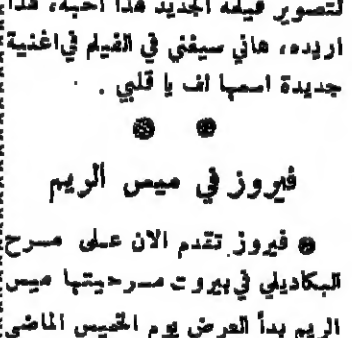 لتصوير فيلمه الجديد هذا احبه، هذا
اريده، هاني سيغني في الفيلم في اغنية
جديدة اسمها اف يا قلبي .
فيروز في ميس الريم
فيروز تقدم الان على مسرح
البكاديلي في بيروت مسرحيتها ميس
الريم بدأ العرض يوم الخميس الماضي